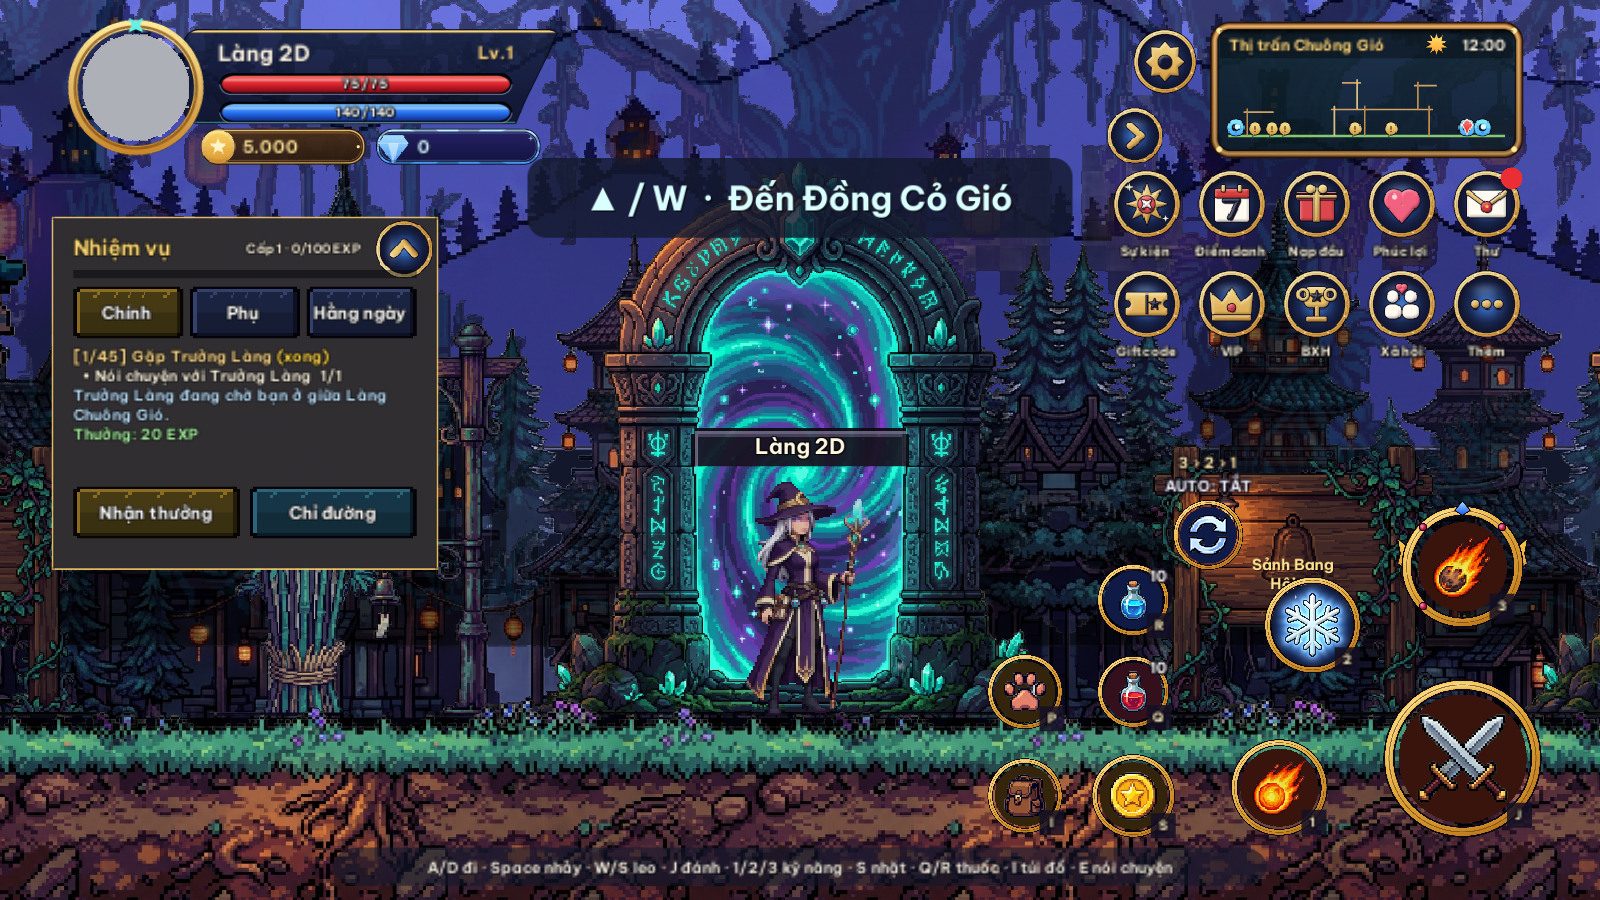 Làng 2D
Lv.1
75/75
140/140
5.000
0
Thị trấn Chuông Gió
12:00
▲ / W · Đến Đồng Cỏ Gió
Sự kiện
Điểm danh
7
Nạp đầu
Phúc lợi
Thư
Giftcode
VIP
BXH
Xã hội
Thêm
Nhiệm vụ
Cấp 1 · 0/100 EXP
Chính
Phụ
Hằng ngày
[1/45] Gặp Trưởng Làng (xong)
• Nói chuyện với Trưởng Làng 1/1
Trưởng Làng đang chờ bạn ở giữa Làng
Chuông Gió.
Thưởng: 20 EXP
Nhận thưởng
Chỉ đường
Làng 2D
3 › 2 › 1
AUTO: TẮT
Sảnh Bang
10
R
10
Q
P
I
S
1
2
3
J
A/D đi · Space nhảy · W/S leo · J đánh · 1/2/3 kỹ năng · S nhặt · Q/R thuốc · I túi đồ · E nói chuyện